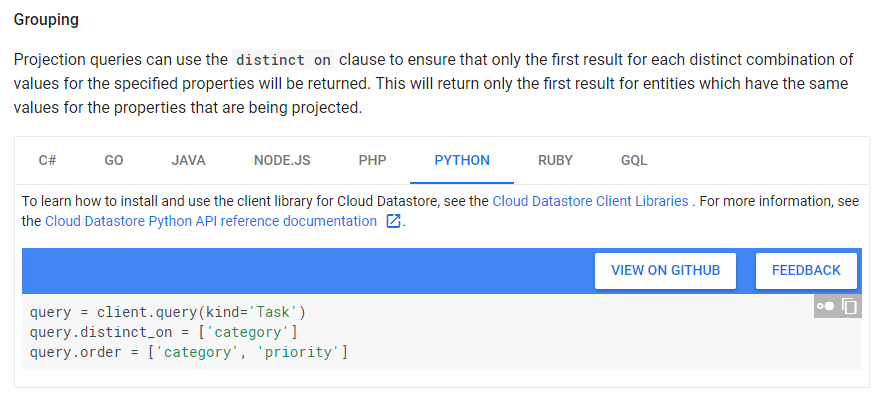 Grouping
Projection queries can use the distinct on clause to ensure that only the first result for each distinct combination of
values for the specified properties will be returned. This will return only the first result for entities which have the same
values for the properties that are being projected.
C# GO JAVA NODE.JS PHP PYTHON RUBY GQL
To learn how to install and use the client library for Cloud Datastore, see the Cloud Datastore Client Libraries . For more information, see
the Cloud Datastore Python API reference documentation .
VIEW ON GITHUB FEEDBACK
query = client.query(kind='Task')
query.distinct_on = ['category']
query.order = ['category', 'priority']